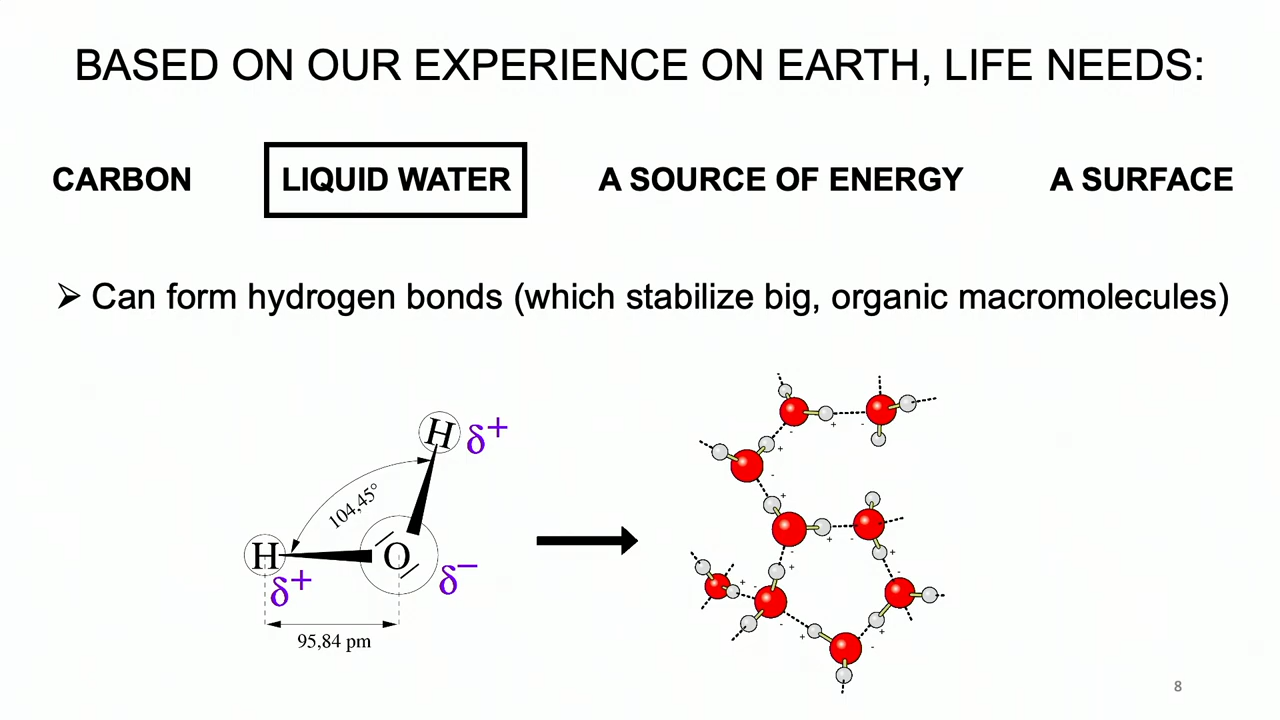 BASED ON OUR EXPERIENCE ON EARTH, LIFE NEEDS:
CARBON
LIQUID WATER
A SOURCE OF ENERGY
A SURFACE
➢ Can form hydrogen bonds (which stabilize big, organic macromolecules)
H δ+
104,45°
H
O
δ+
δ−
95,84 pm
8